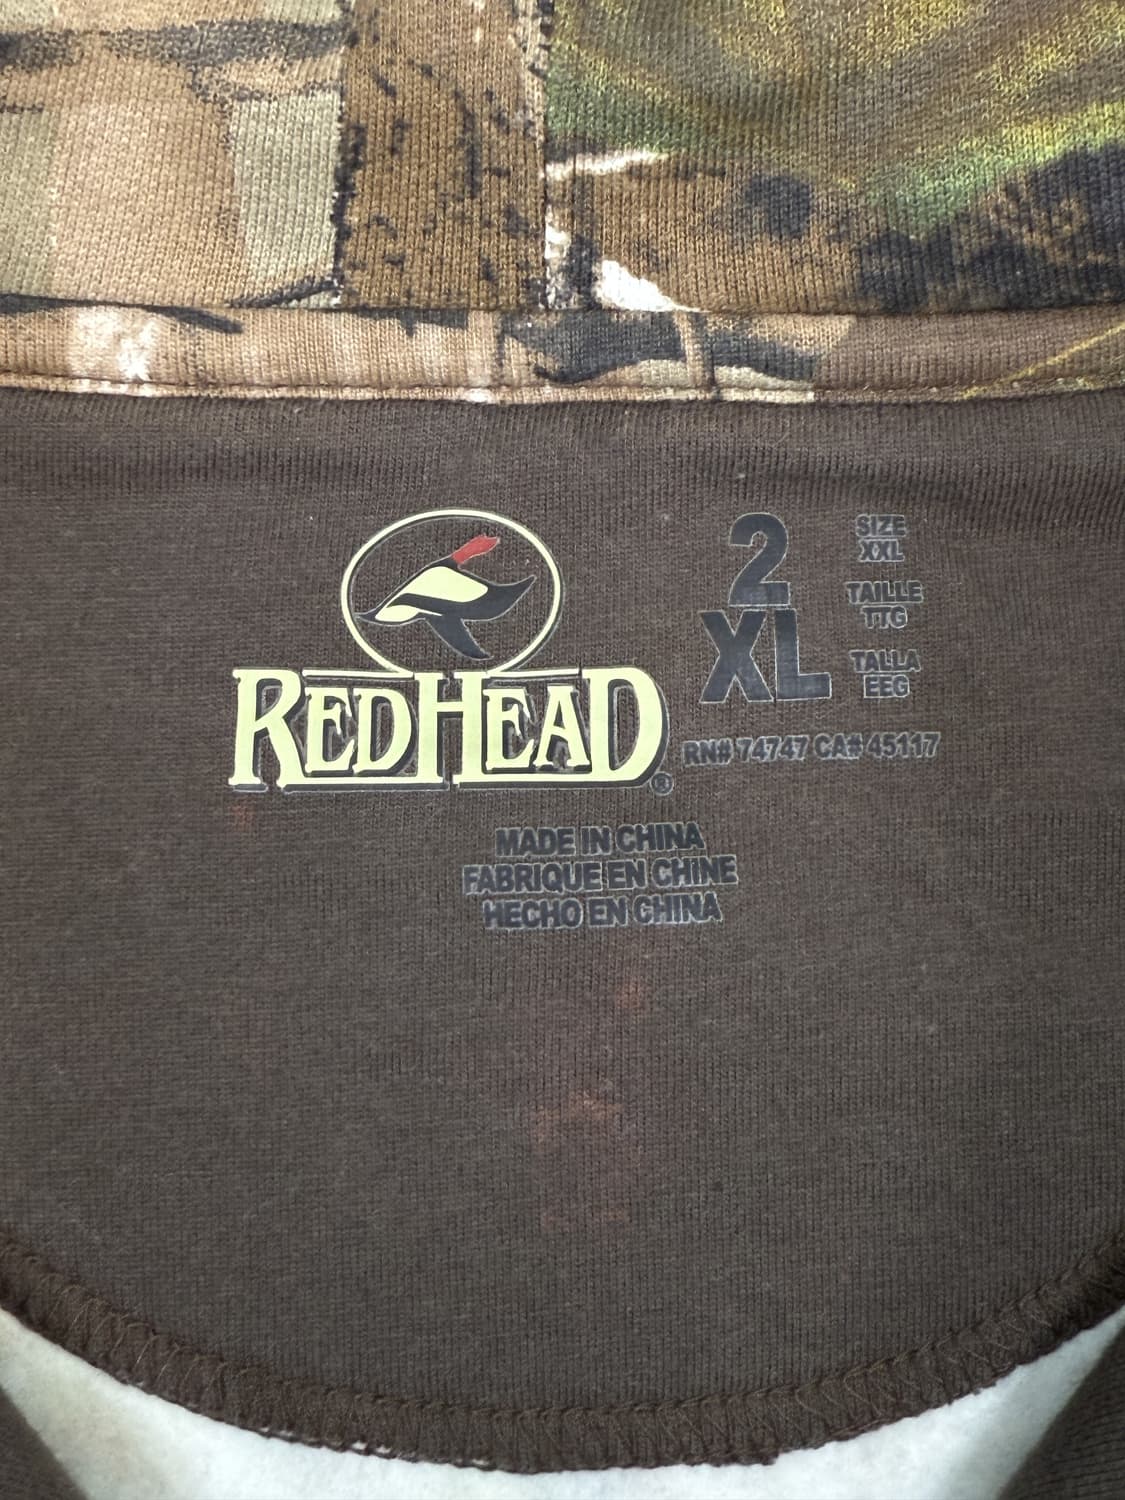 REDHEAD®
2
XL
SIZE
XXL
TAILLE
TTG
TALLA
EEG
RN# 74747 CA# 45117
MADE IN CHINA
FABRIQUE EN CHINE
HECHO EN CHINA